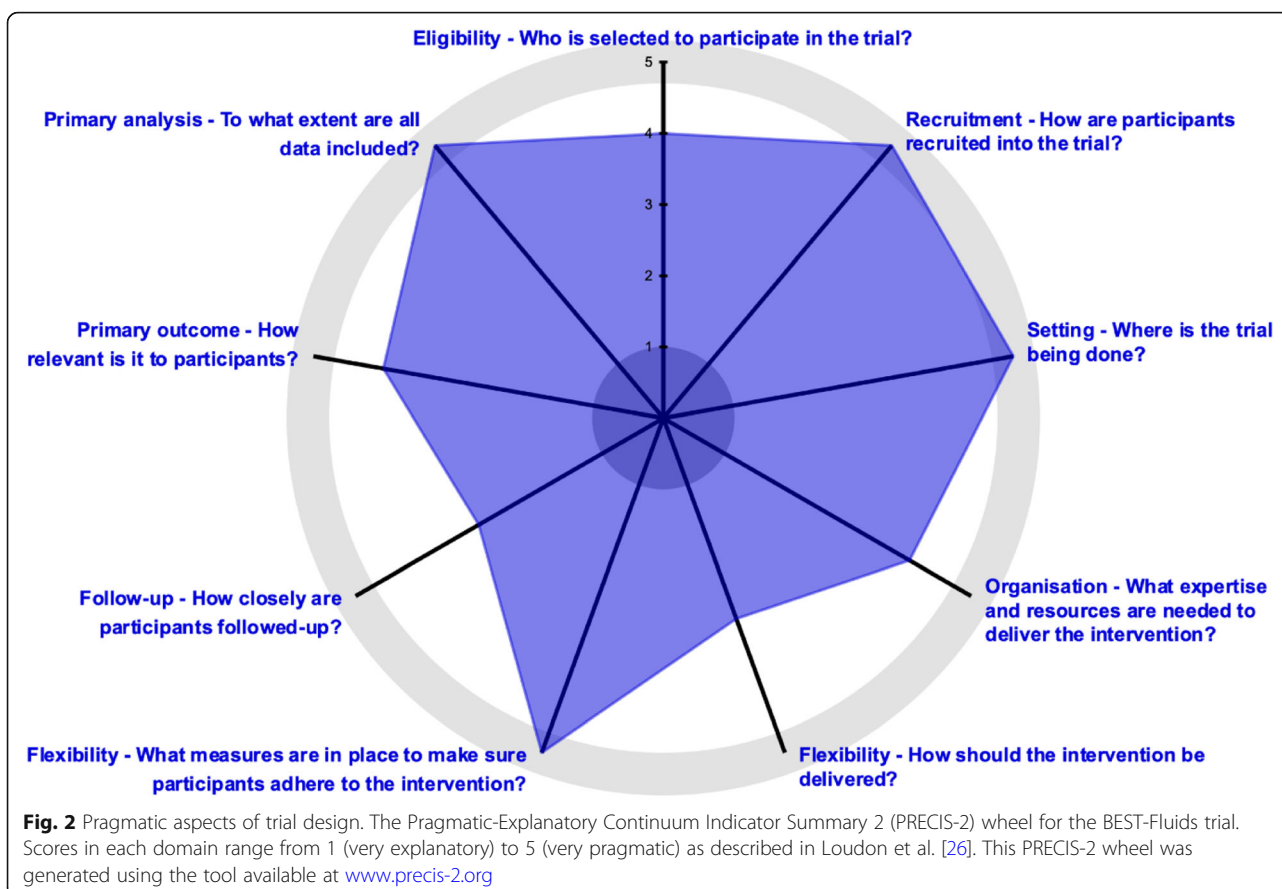 Eligibility - Who is selected to participate in the trial?
5
4
3
2
1
Primary analysis - To what extent are all
data included?
Recruitment - How are participants
recruited into the trial?
Primary outcome - How
relevant is it to participants?
Setting - Where is the trial
being done?
Follow-up - How closely are
participants followed-up?
Organisation - What expertise
and resources are needed to
deliver the intervention?
Flexibility - What measures are in place to make sure
participants adhere to the intervention?
Flexibility - How should the intervention be
delivered?
Fig. 2 Pragmatic aspects of trial design. The Pragmatic-Explanatory Continuum Indicator Summary 2 (PRECIS-2) wheel for the BEST-Fluids trial.
Scores in each domain range from 1 (very explanatory) to 5 (very pragmatic) as described in Loudon et al. [26]. This PRECIS-2 wheel was
generated using the tool available at www.precis-2.org